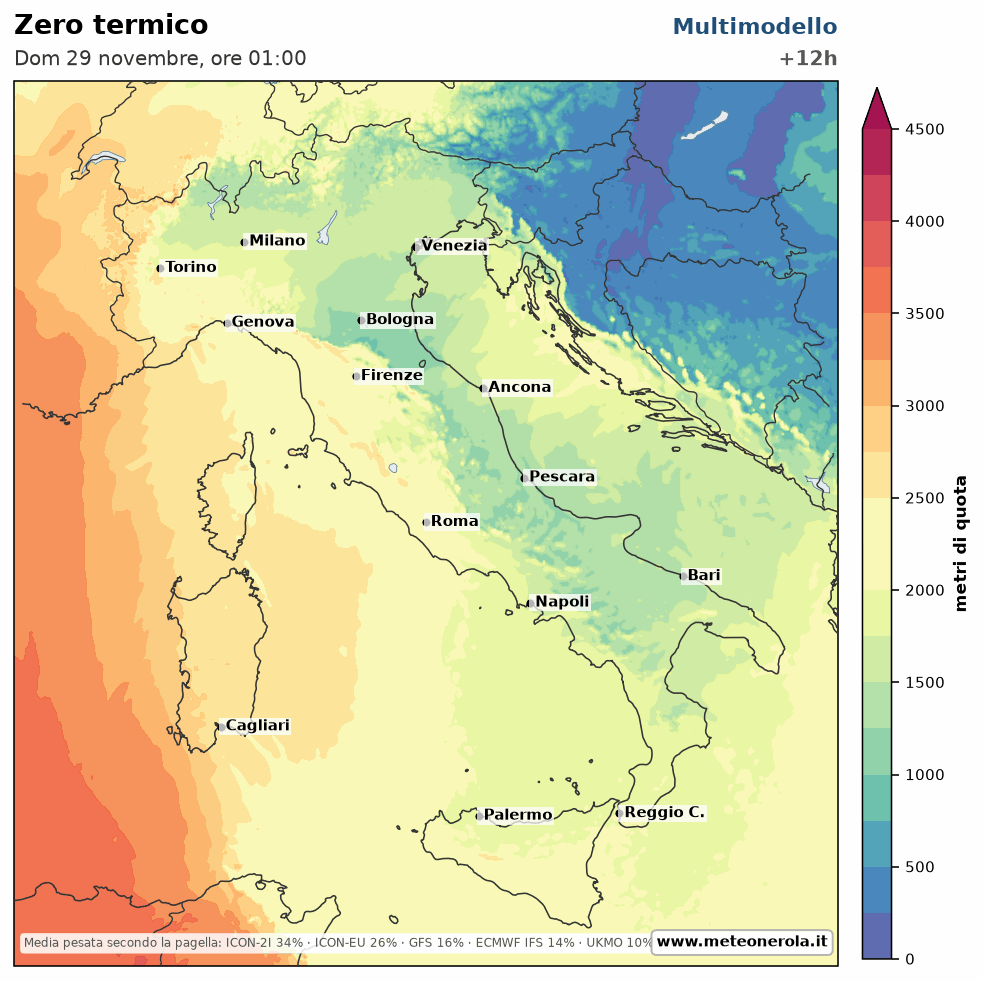 Zero termico
Multimodello
Dom 29 novembre, ore 01:00
+12h
4500
4000
3500
3000
2500
2000
1500
1000
500
0
metri di quota
Milano
Venezia
Torino
Genova
Bologna
Firenze
Ancona
Pescara
Roma
Bari
Napoli
Cagliari
Palermo
Reggio C.
Media pesata secondo la pagella: ICON-2I 34% · ICON-EU 26% · GFS 16% · ECMWF IFS 14% · UKMO 10%
www.meteonerola.it